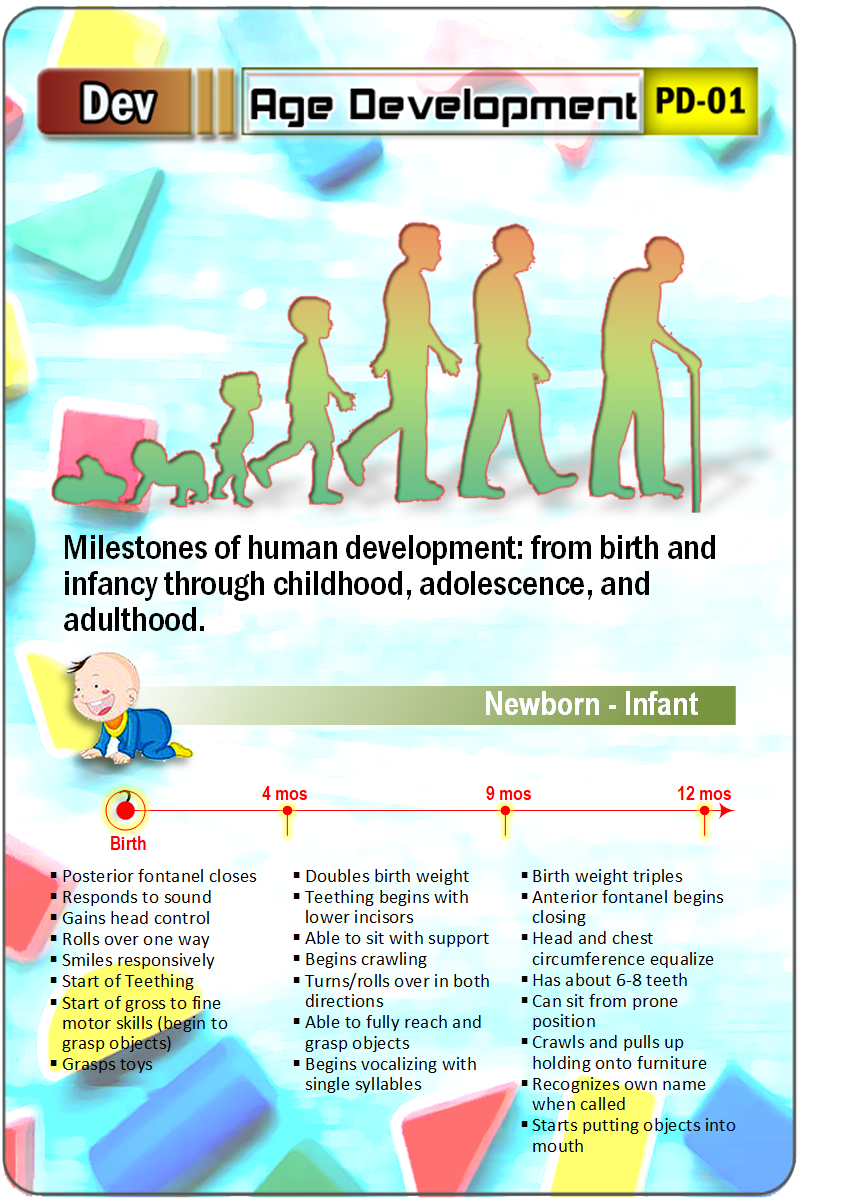 Dev
Age Development
PD-01
Milestones of human development: from birth and
infancy through childhood, adolescence, and
adulthood.
Newborn - Infant
4 mos
9 mos
12 mos
Birth
▪ Posterior fontanel closes
▪ Responds to sound
▪ Gains head control
▪ Rolls over one way
▪ Smiles responsively
▪ Start of Teething
▪ Start of gross to fine
motor skills (begin to
grasp objects)
▪ Grasps toys
▪ Doubles birth weight
▪ Teething begins with
lower incisors
▪ Able to sit with support
▪ Begins crawling
▪ Turns/rolls over in both
directions
▪ Able to fully reach and
grasp objects
▪ Begins vocalizing with
single syllables
▪ Birth weight triples
▪ Anterior fontanel begins
closing
▪ Head and chest
circumference equalize
▪ Has about 6-8 teeth
▪ Can sit from prone
position
▪ Crawls and pulls up
holding onto furniture
▪ Recognizes own name
when called
▪ Starts putting objects into
mouth